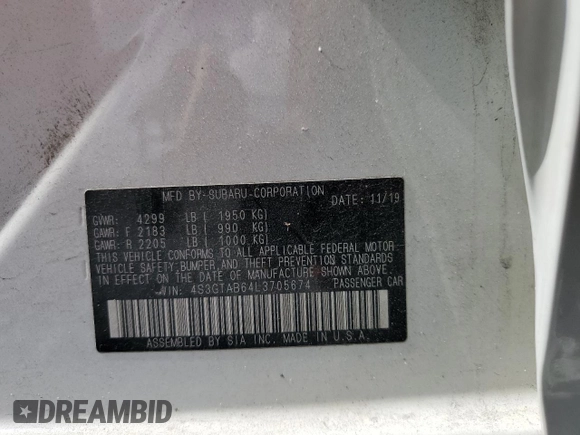 MFD BY-SUBARU-CORPORATION
DATE: 11/19
GVWR: 4299 LB ( 1950 KG)
GAWR: F 2183 LB ( 990 KG)
GAWR: R 2205 LB ( 1000 KG)
THIS VEHICLE CONFORMS TO ALL APPLICABLE FEDERAL MOTOR
VEHICLE SAFETY, BUMPER, AND THEFT PREVENTION STANDARDS
IN EFFECT ON THE DATE OF MANUFACTURE SHOWN ABOVE.
VIN: 4S3GTAB64L3705674 PASSENGER CAR
ASSEMBLED BY SIA INC. MADE IN U.S.A.
DREAMBID